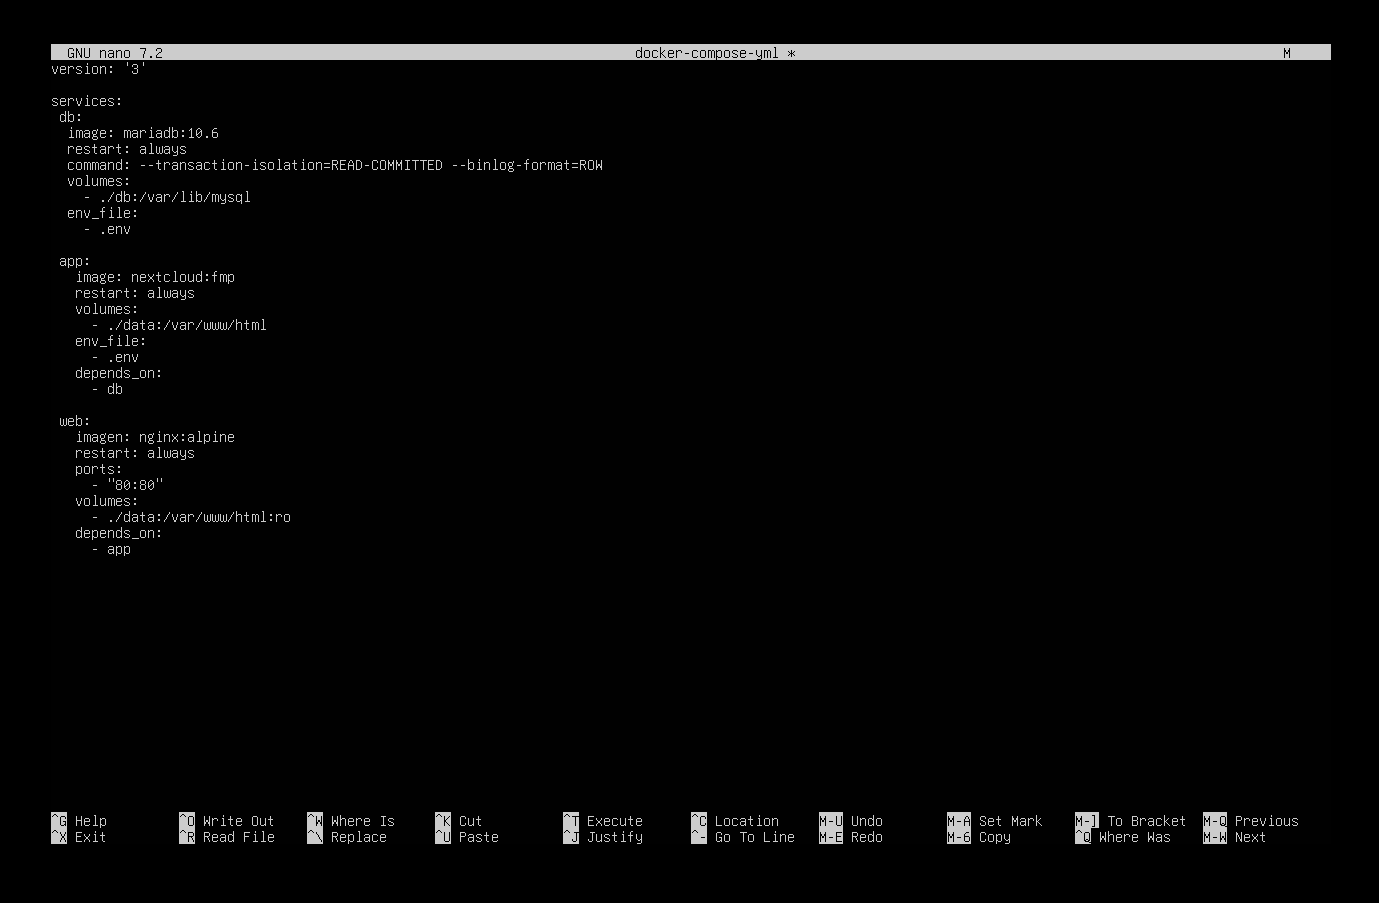 GNU nano 7.2 docker-compose-yml * M
version: '3'
services:
db:
image: mariadb:10.6
restart: always
command: --transaction-isolation=READ-COMMITTED --binlog-format=ROW
volumes:
- ./db:/var/lib/mysql
env_file:
- .env
app:
image: nextcloud:fmp
restart: always
volumes:
- ./data:/var/www/html
env_file:
- .env
depends_on:
- db
web:
imagen: nginx:alpine
restart: always
ports:
- "80:80"
volumes:
- ./data:/var/www/html:ro
depends_on:
- app
^G Help ^O Write Out ^W Where Is ^K Cut ^T Execute ^C Location M-U Undo M-A Set Mark M-] To Bracket M-Q Previous
^X Exit ^R Read File ^\ Replace ^U Paste ^J Justify ^- Go To Line M-E Redo M-6 Copy ^Q Where Was M-W Next